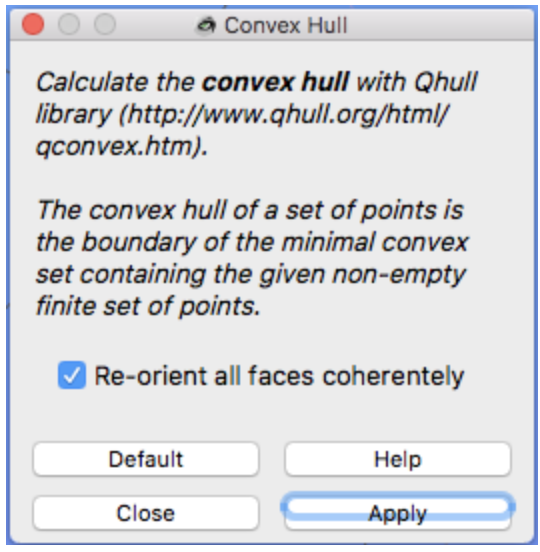 Convex Hull
Calculate the convex hull with Qhull
library (http://www.qhull.org/html/
qconvex.htm).
The convex hull of a set of points is
the boundary of the minimal convex
set containing the given non-empty
finite set of points.
Re-orient all faces coherentely
Default Help
Close Apply